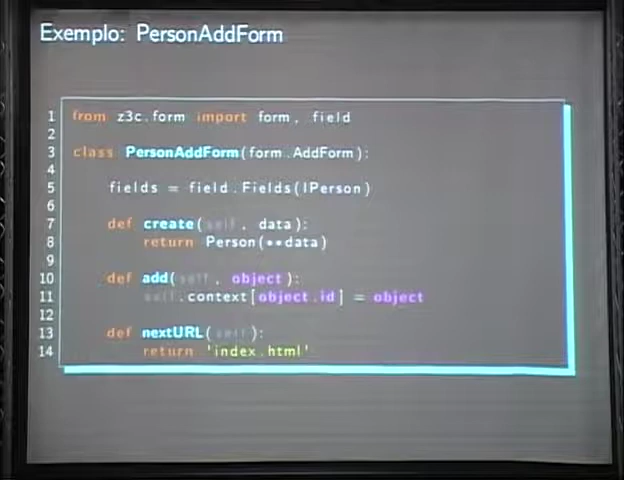 Exemplo: PersonAddForm
1 from z3c.form import form, field
2
3 class PersonAddForm(form.AddForm):
4
5 fields = field.Fields(IPerson)
6
7 def create(self, data):
8 return Person(**data)
9
10 def add(self, object):
11 self.context[object.id] = object
12
13 def nextURL(self):
14 return 'index.html'